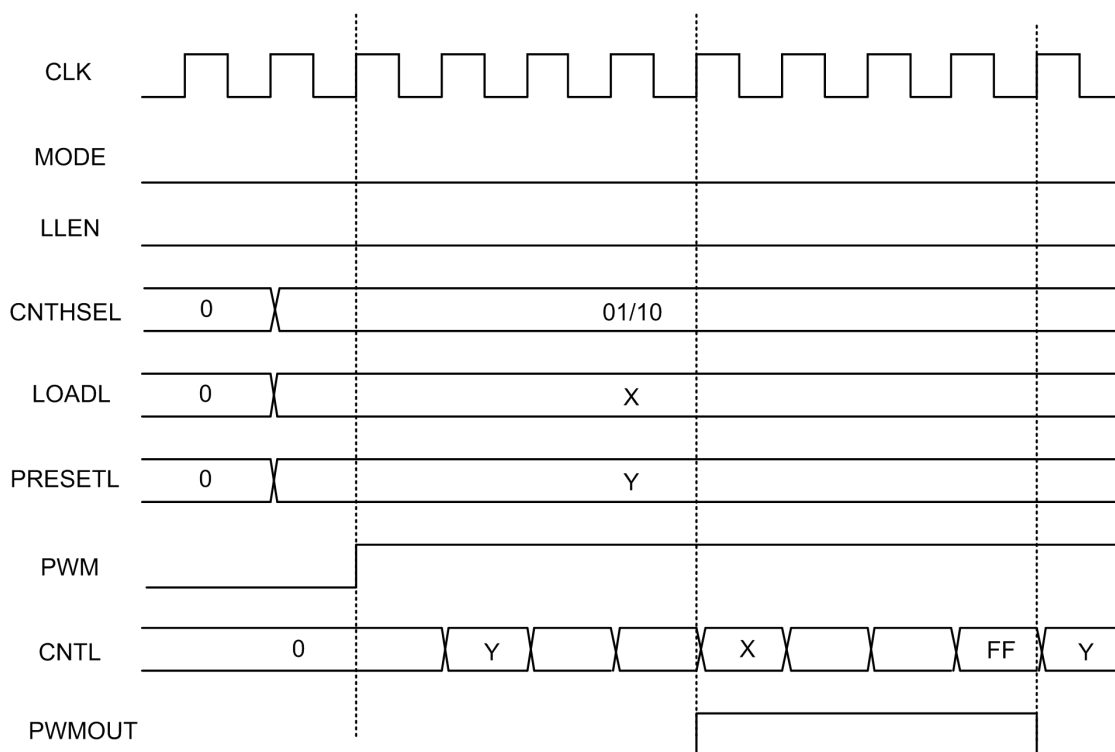 CLK
MODE
LLEN
CNTHSEL 0 01/10
LOADL 0 X
PRESETL 0 Y
PWM
CNTL 0 Y X FF Y
PWMOUT